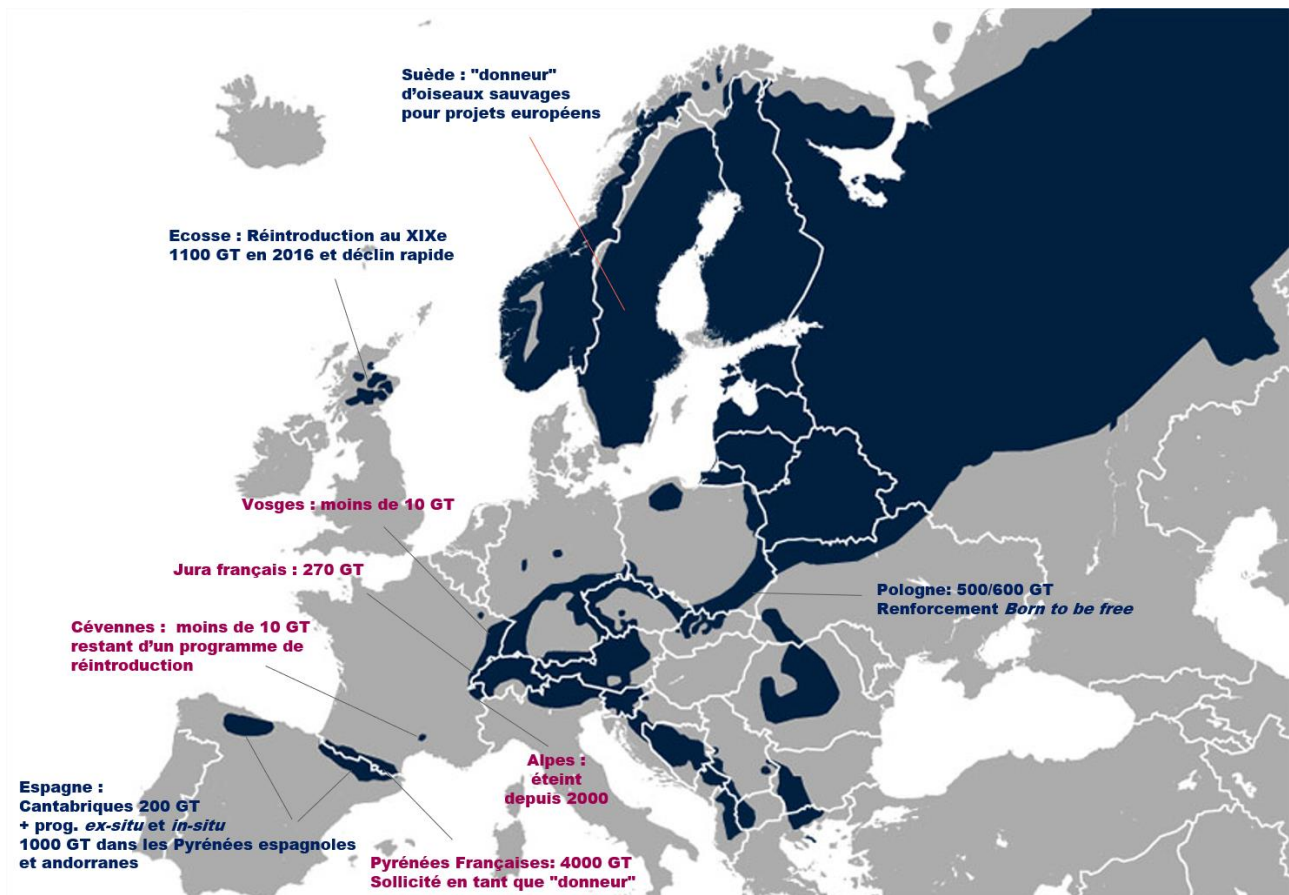 Suède : "donneur"
d'oiseaux sauvages
pour projets européens
Ecosse : Réintroduction au XIXe
1100 GT en 2016 et déclin rapide
Vosges : moins de 10 GT
Jura français : 270 GT
Cévennes :  moins de 10 GT
restant d'un programme de
réintroduction
Pologne: 500/600 GT
Renforcement Born to be free
Alpes :
éteint
depuis 2000
Espagne :
Cantabriques 200 GT
+ prog. ex-situ et in-situ
1000 GT dans les Pyrénées espagnoles
et andorranes
Pyrénées Françaises: 4000 GT
Sollicité en tant que "donneur"